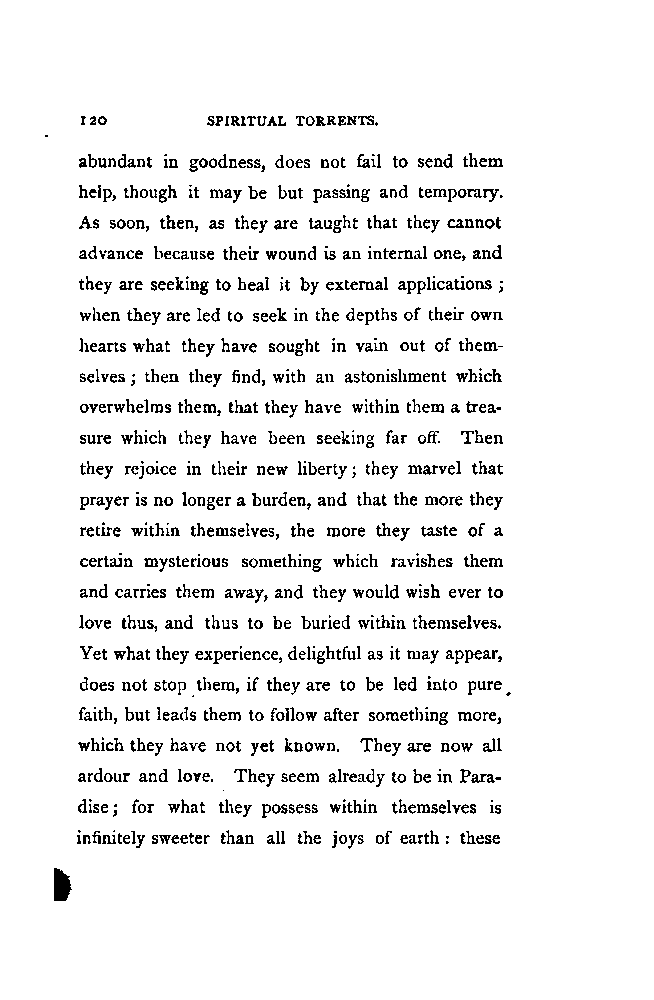 120 SPIRITUAL TORRENTS.
abundant in goodness, does not fail to send them
help, though it may be but passing and temporary.
As soon, then, as they are taught that they cannot
advance because their wound is an internal one, and
they are seeking to heal it by external applications ;
when they are led to seek in the depths of their own
hearts what they have sought in vain out of them-
selves ; then they find, with an astonishment which
overwhelms them, that they have within them a trea-
sure which they have been seeking far off. Then
they rejoice in their new liberty ; they marvel that
prayer is no longer a burden, and that the more they
retire within themselves, the more they taste of a
certain mysterious something which ravishes them
and carries them away, and they would wish ever to
love thus, and thus to be buried within themselves.
Yet what they experience, delightful as it may appear,
does not stop them, if they are to be led into pure
faith, but leads them to follow after something more,
which they have not yet known. They are now all
ardour and love. They seem already to be in Para-
dise ; for what they possess within themselves is
infinitely sweeter than all the joys of earth : these